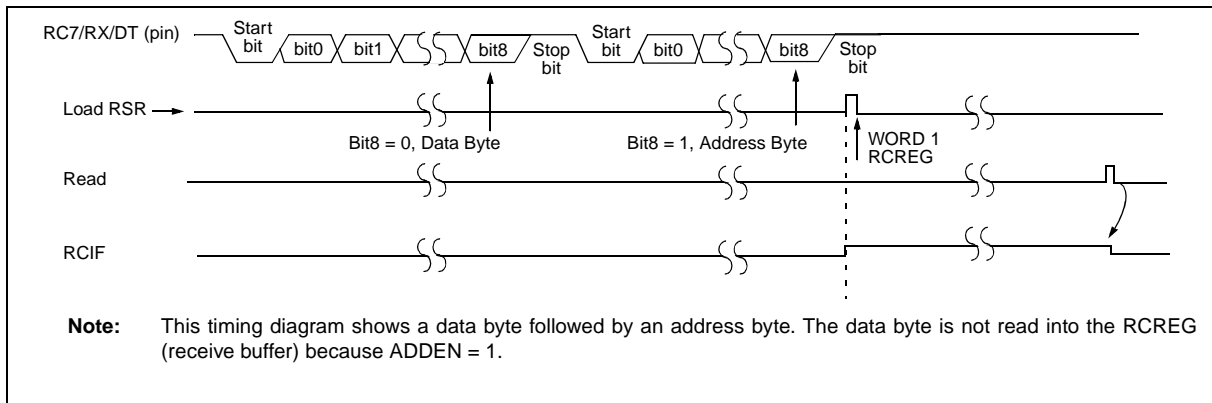 RC7/RX/DT (pin)
Start
bit
bit0
bit1
bit8
Stop
bit
Start
bit
bit0
bit8
Stop
bit
Load RSR
Bit8 = 0, Data Byte
Bit8 = 1, Address Byte
WORD 1
RCREG
Read
RCIF
Note: This timing diagram shows a data byte followed by an address byte. The data byte is not read into the RCREG
(receive buffer) because ADDEN = 1.